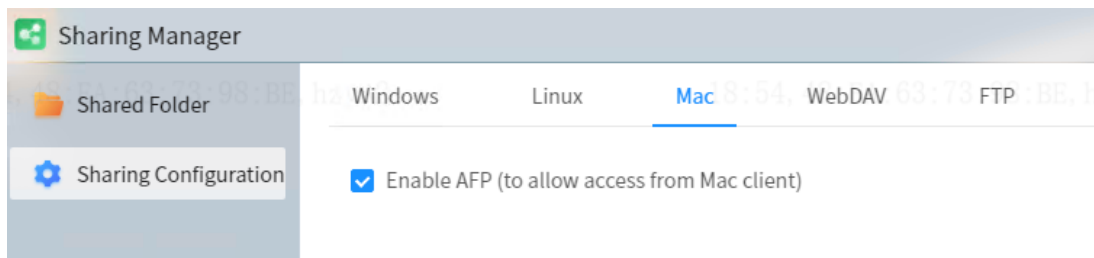 Sharing Manager
Shared Folder
Sharing Configuration
Windows Linux Mac WebDAV FTP
Enable AFP (to allow access from Mac client)